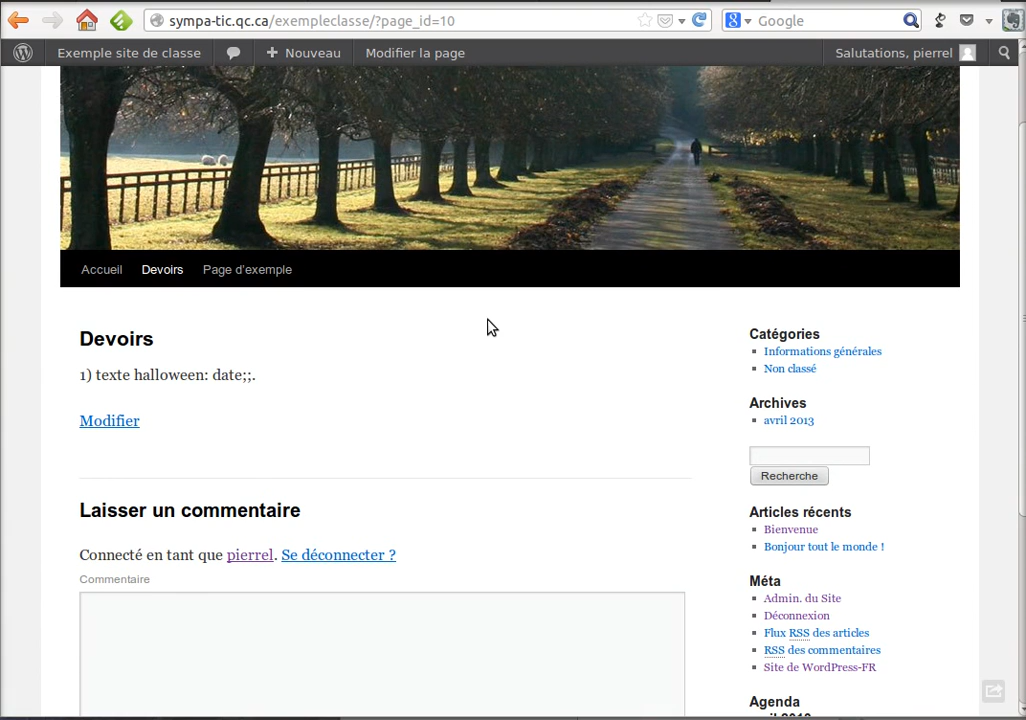 sympa-tic.qc.ca/exempleclasse/?page_id=10
Google
Exemple site de classe
Nouveau
Modifier la page
Salutations, pierrel
Accueil
Devoirs
Page d'exemple
Devoirs
1) texte halloween: date;;.
Modifier
Laisser un commentaire
Connecté en tant que pierrel. Se déconnecter ?
Commentaire
Catégories
Informations générales
Non classé
Archives
avril 2013
Recherche
Articles récents
Bienvenue
Bonjour tout le monde !
Méta
Admin. du Site
Déconnexion
Flux RSS des articles
RSS des commentaires
Site de WordPress-FR
Agenda